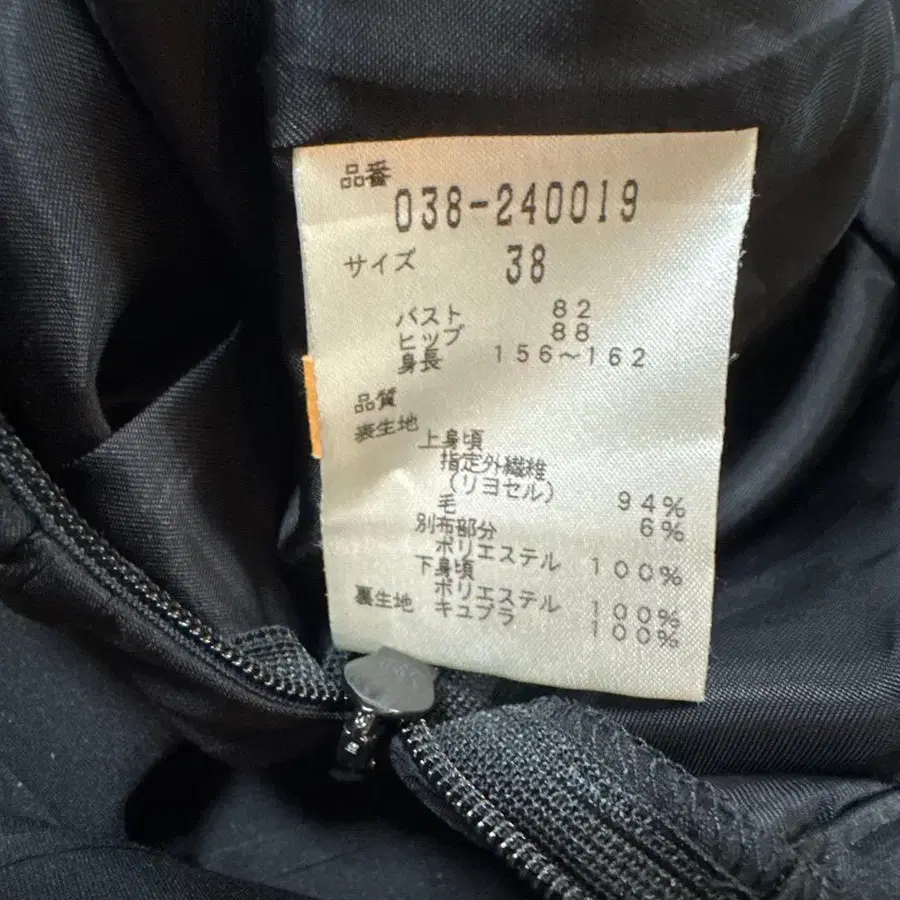 品番
038-240019
サイズ 38
バスト 82
ヒップ 88
身長 156～162
品質
表生地
上身頃
指定外繊維
(リヨセル) 94%
毛 6%
別布部分
ポリエステル 100%
下身頃
ポリエステル 100%
裏生地 キュプラ 100%